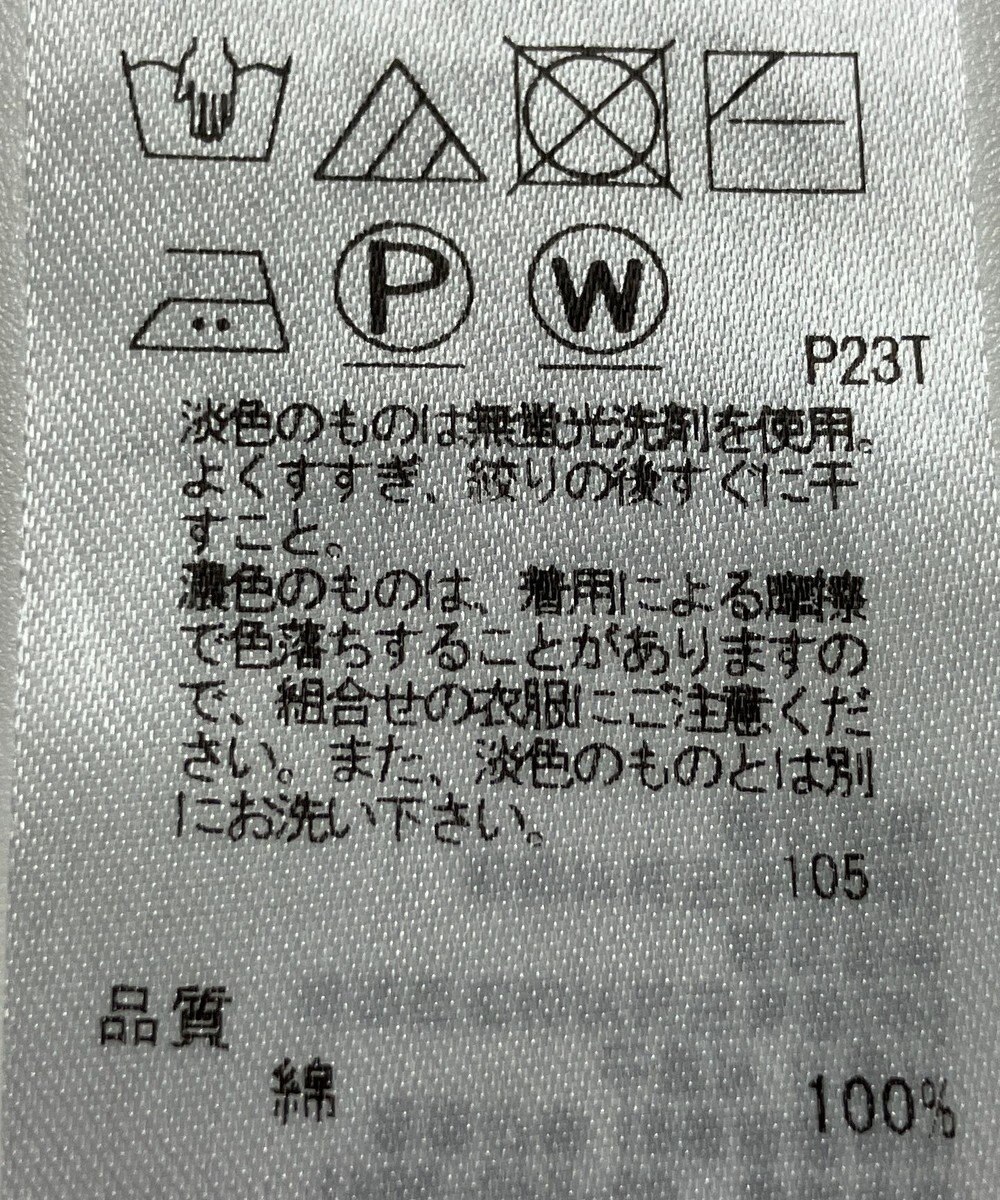 P W
P23T
淡色のものは無蛍光洗剤を使用。
よくすすぎ、絞りの後すぐに干
すこと。
濃色のものは、着用による摩擦
で色落ちすることがありますの
で、組合せの衣服にご注意くだ
さい。また、淡色のものとは別
にお洗い下さい。
105
品質
綿 100%